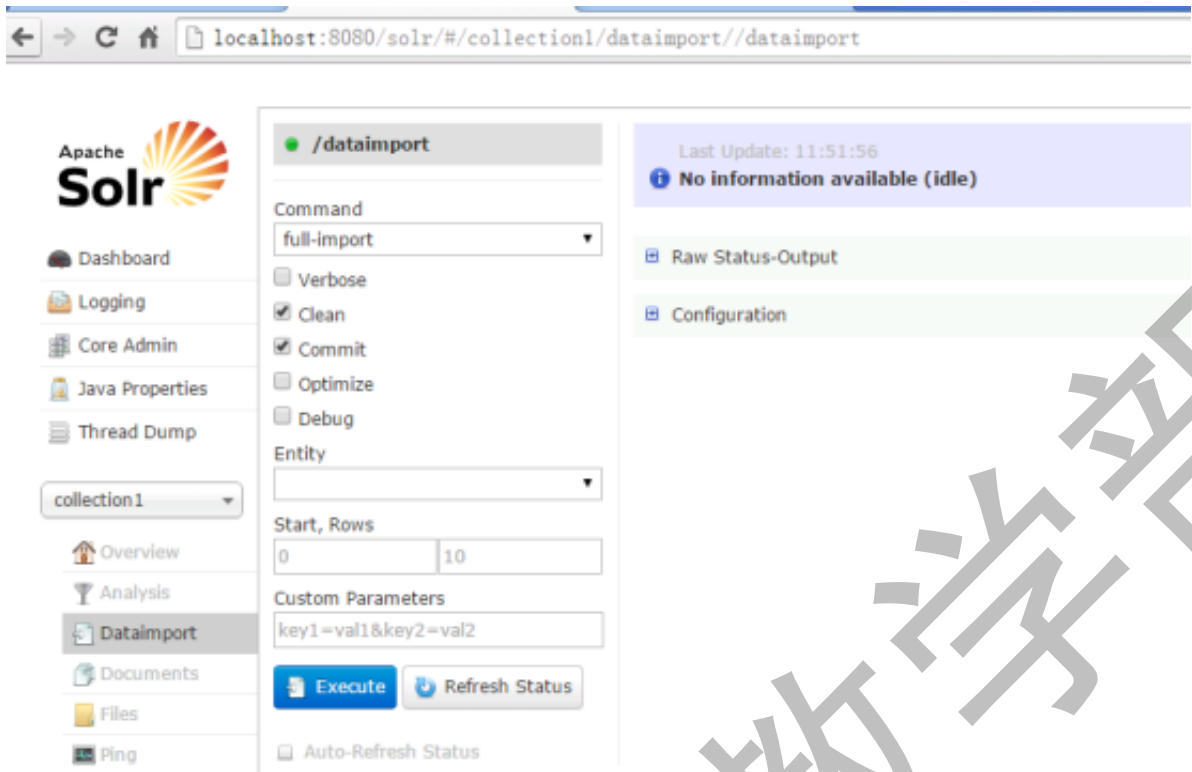 localhost:8080/solr/#/collection1/dataimport//dataimport
Apache
Solr
Dashboard
Logging
Core Admin
Java Properties
Thread Dump
collection1
Overview
Analysis
Dataimport
Documents
Files
Ping
/dataimport
Command
full-import
Verbose
Clean
Commit
Optimize
Debug
Entity
Start, Rows
0 10
Custom Parameters
key1=val1&key2=val2
Execute Refresh Status
Auto-Refresh Status
Last Update: 11:51:56
No information available (idle)
Raw Status-Output
Configuration
教学部